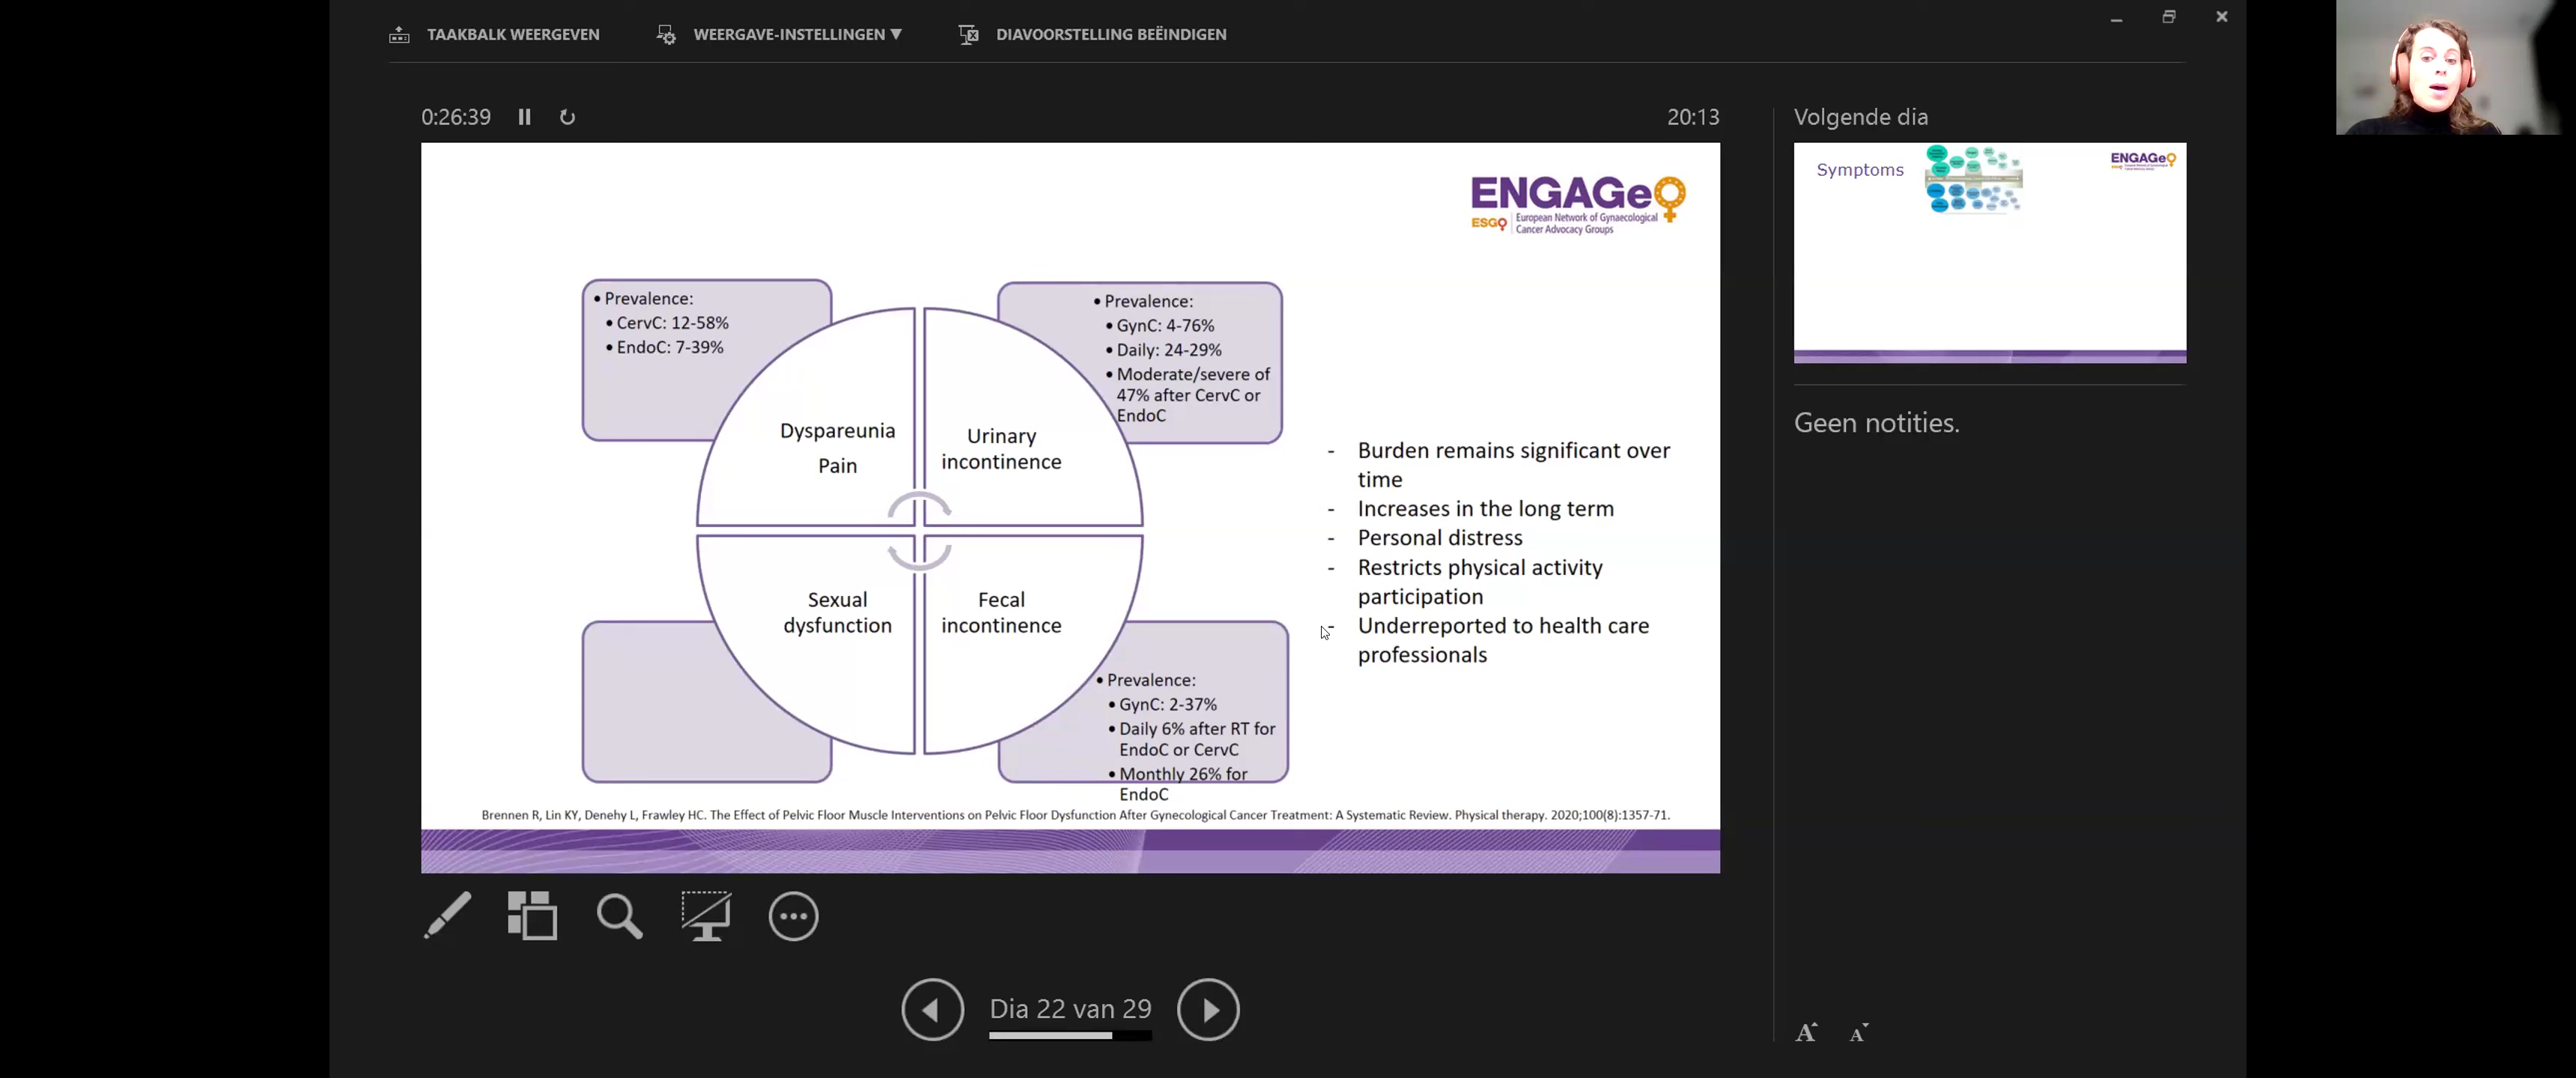 TAAKBALK WEERGEVEN
WEERGAVE-INSTELLINGEN ▼
DIAVOORSTELLING BEËINDIGEN
0:26:39
20:13
ENGAGe
ESGO
European Network of Gynaecological
Cancer Advocacy Groups
• Prevalence:
• CervC: 12-58%
• EndoC: 7-39%
• Prevalence:
• GynC: 4-76%
• Daily: 24-29%
• Moderate/severe of
47% after CervC or
EndoC
Dyspareunia
Pain
Urinary
incontinence
Sexual
dysfunction
Fecal
incontinence
• Prevalence:
• GynC: 2-37%
• Daily 6% after RT for
EndoC or CervC
• Monthly 26% for
EndoC
- Burden remains significant over
time
- Increases in the long term
- Personal distress
- Restricts physical activity
participation
- Underreported to health care
professionals
Brennen R, Lin KY, Denehy L, Frawley HC. The Effect of Pelvic Floor Muscle Interventions on Pelvic Floor Dysfunction After Gynecological Cancer Treatment: A Systematic Review. Physical therapy. 2020;100(8):1357-71.
Dia 22 van 29
Volgende dia
Symptoms
ENGAGe
Geen notities.
A A